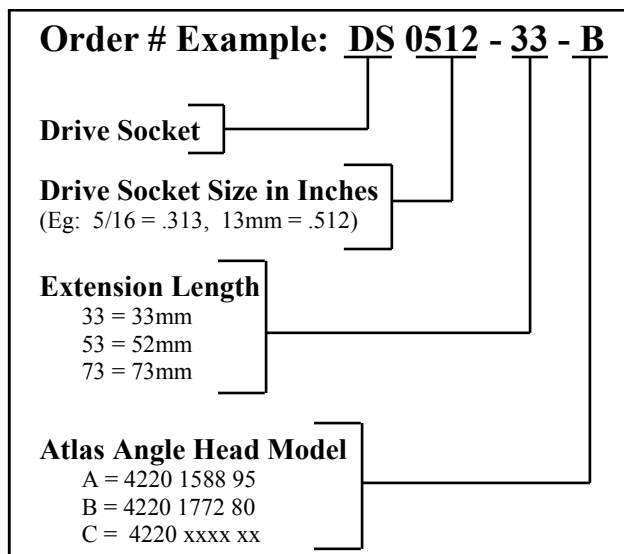 Order # Example: DS 0512 - 33 - B
Drive Socket
Drive Socket Size in Inches
(Eg: 5/16 = .313, 13mm = .512)
Extension Length
33 = 33mm
53 = 52mm
73 = 73mm
Atlas Angle Head Model
A = 4220 1588 95
B = 4220 1772 80
C = 4220 xxxx xx